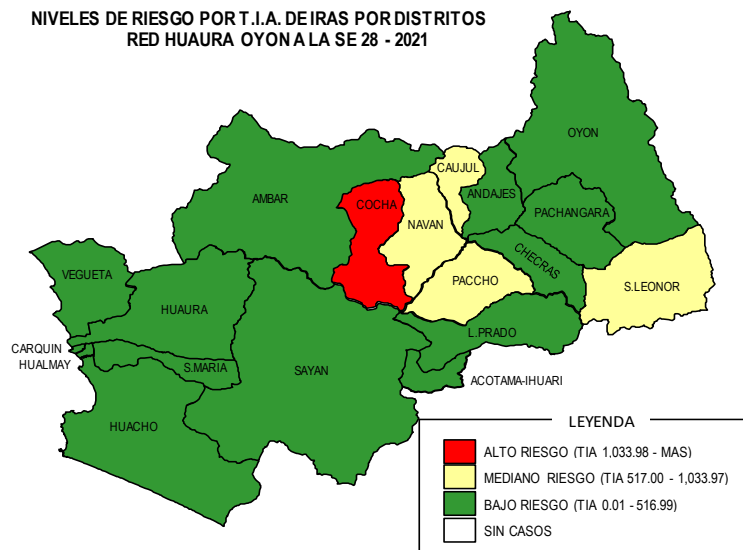 NIVELES DE RIESGO POR T.I.A. DE IRAS POR DISTRITOS
RED HUAURA OYON A LA SE 28 - 2021
OYON
CAUJUL
ANDAJES
AMBAR
COCHA
PACHANGARA
NAVAN
CHECRAS
VEGUETA
PACCHO
S.LEONOR
HUAURA
L.PRADO
CARQUIN
HUALMAY
S.MARIA
SAYAN
ACOTAMA-IHUARI
HUACHO
LEYENDA
ALTO RIESGO (TIA 1,033.98 - MAS)
MEDIANO RIESGO (TIA 517.00 - 1,033.97)
BAJO RIESGO (TIA 0.01 - 516.99)
SIN CASOS